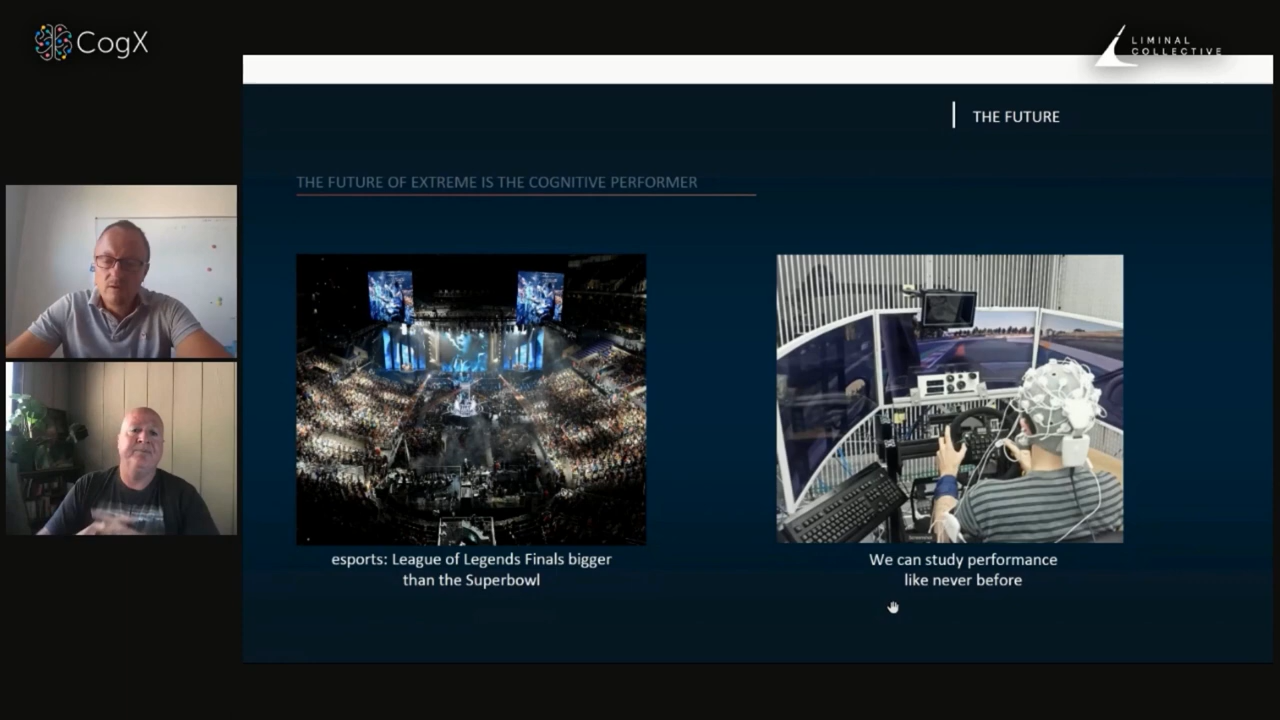 CogX
LIMINAL
COLLECTIVE
THE FUTURE
THE FUTURE OF EXTREME IS THE COGNITIVE PERFORMER
esports: League of Legends Finals bigger
than the Superbowl
We can study performance
like never before